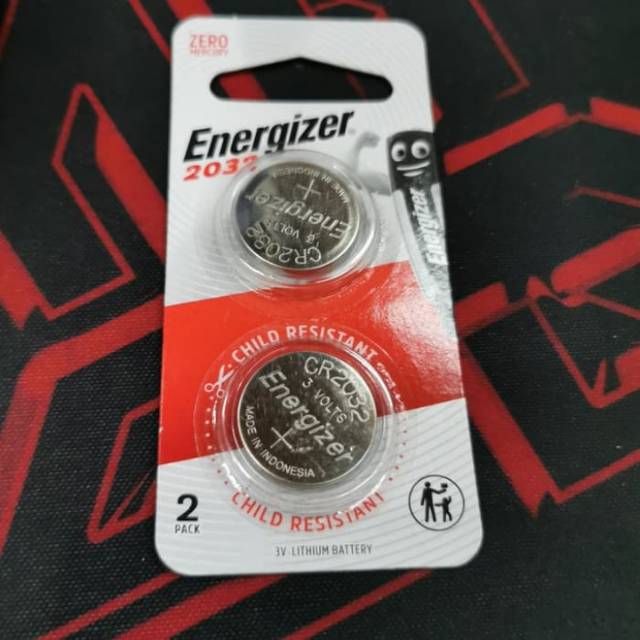 ZERO
MERCURY
Energizer
2032
MADE IN INDONESIA
+
Energizer
3 VOLTS
CR2032
Energizer
CHILD RESISTANT
CR2032
3 VOLTS
Energizer
+
MADE IN INDONESIA
CHILD RESISTANT
2
PACK
3V LITHIUM BATTERY